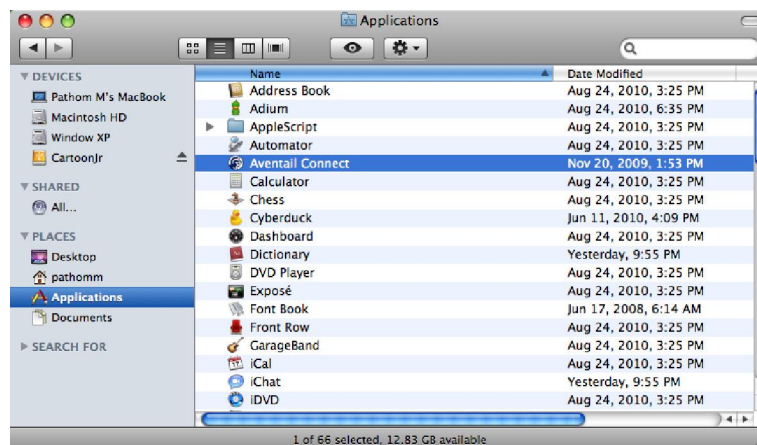 Applications
DEVICES
Pathom M's MacBook
Macintosh HD
Window XP
CartoonJr
SHARED
All...
PLACES
Desktop
pathomm
Applications
Documents
SEARCH FOR
Name Date Modified
Address Book Aug 24, 2010, 3:25 PM
Adium Aug 24, 2010, 6:35 PM
AppleScript Aug 24, 2010, 3:25 PM
Automator Aug 24, 2010, 3:25 PM
Aventail Connect Nov 20, 2009, 1:53 PM
Calculator Aug 24, 2010, 3:25 PM
Chess Aug 24, 2010, 3:25 PM
Cyberduck Jun 11, 2010, 4:09 PM
Dashboard Aug 24, 2010, 3:25 PM
Dictionary Yesterday, 9:55 PM
DVD Player Aug 24, 2010, 3:25 PM
Exposé Aug 24, 2010, 3:25 PM
Font Book Jun 17, 2008, 6:14 AM
Front Row Aug 24, 2010, 3:25 PM
GarageBand Aug 24, 2010, 3:25 PM
iCal Aug 24, 2010, 3:25 PM
iChat Yesterday, 9:55 PM
iDVD Aug 24, 2010, 3:25 PM
1 of 66 selected, 12.83 GB available